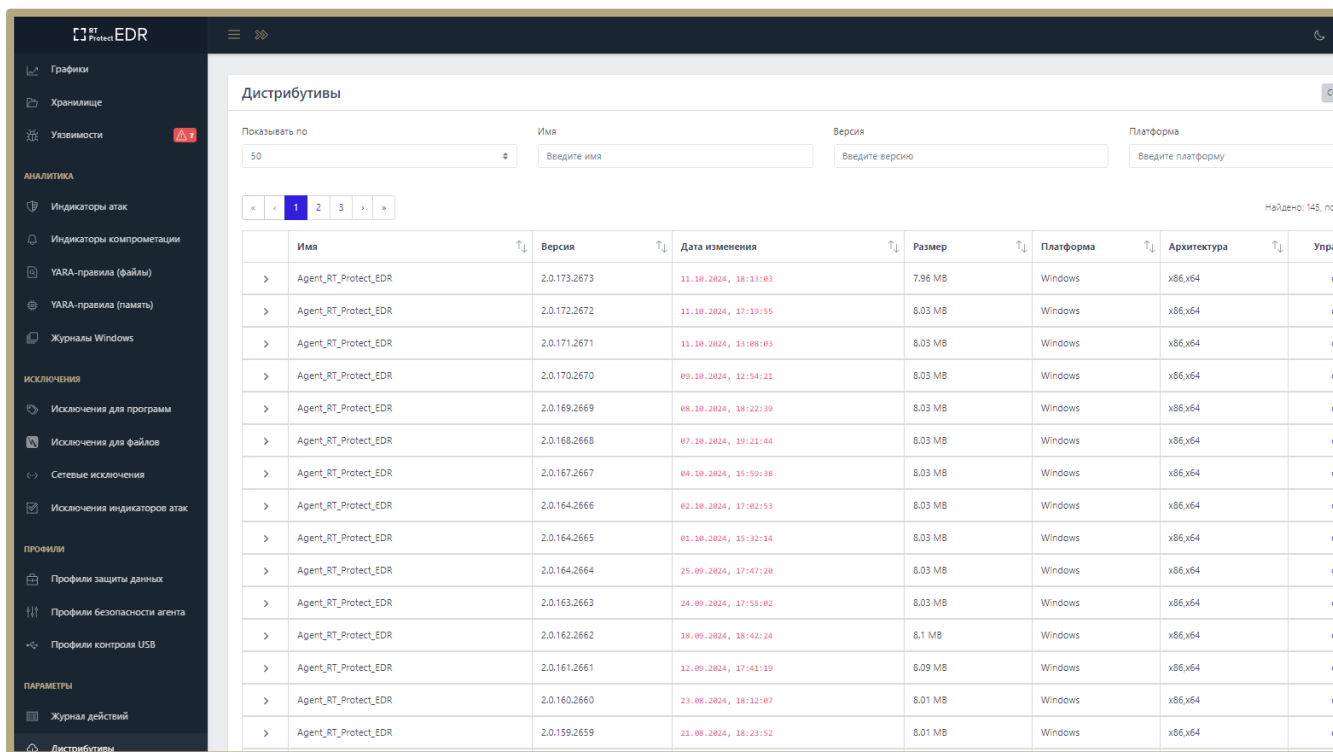 RT Protect EDR
Графики
Хранилище
Уязвимости 7
АНАЛИТИКА
Индикаторы атак
Индикаторы компрометации
YARA-правила (файлы)
YARA-правила (память)
Журналы Windows
ИСКЛЮЧЕНИЯ
Исключения для программ
Исключения для файлов
Сетевые исключения
Исключения индикаторов атак
ПРОФИЛИ
Профили защиты данных
Профили безопасности агента
Профили контроля USB
ПАРАМЕТРЫ
Журнал действий
Дистрибутивы
Дистрибутивы
Показывать по Имя Версия Платформа
50 Введите имя Введите версию Введите платформу
« ‹ 1 2 3 › »
Найдено: 145,
Имя Версия Дата изменения Размер Платформа Архитектура
Agent_RT_Protect_EDR 2.0.173.2673 11.10.2024, 18:13:03 7.96 MB Windows x86,x64
Agent_RT_Protect_EDR 2.0.172.2672 11.10.2024, 17:19:55 8.03 MB Windows x86,x64
Agent_RT_Protect_EDR 2.0.171.2671 11.10.2024, 13:08:03 8.03 MB Windows x86,x64
Agent_RT_Protect_EDR 2.0.170.2670 09.10.2024, 12:54:21 8.03 MB Windows x86,x64
Agent_RT_Protect_EDR 2.0.169.2669 08.10.2024, 18:22:39 8.03 MB Windows x86,x64
Agent_RT_Protect_EDR 2.0.168.2668 07.10.2024, 19:21:44 8.03 MB Windows x86,x64
Agent_RT_Protect_EDR 2.0.167.2667 04.10.2024, 15:59:38 8.03 MB Windows x86,x64
Agent_RT_Protect_EDR 2.0.164.2666 02.10.2024, 17:02:53 8.03 MB Windows x86,x64
Agent_RT_Protect_EDR 2.0.164.2665 01.10.2024, 15:32:14 8.03 MB Windows x86,x64
Agent_RT_Protect_EDR 2.0.164.2664 25.09.2024, 17:47:20 8.03 MB Windows x86,x64
Agent_RT_Protect_EDR 2.0.163.2663 24.09.2024, 17:55:02 8.03 MB Windows x86,x64
Agent_RT_Protect_EDR 2.0.162.2662 18.09.2024, 18:42:24 8.1 MB Windows x86,x64
Agent_RT_Protect_EDR 2.0.161.2661 12.09.2024, 17:41:19 8.09 MB Windows x86,x64
Agent_RT_Protect_EDR 2.0.160.2660 23.08.2024, 18:12:07 8.01 MB Windows x86,x64
Agent_RT_Protect_EDR 2.0.159.2659 21.08.2024, 18:23:52 8.01 MB Windows x86,x64